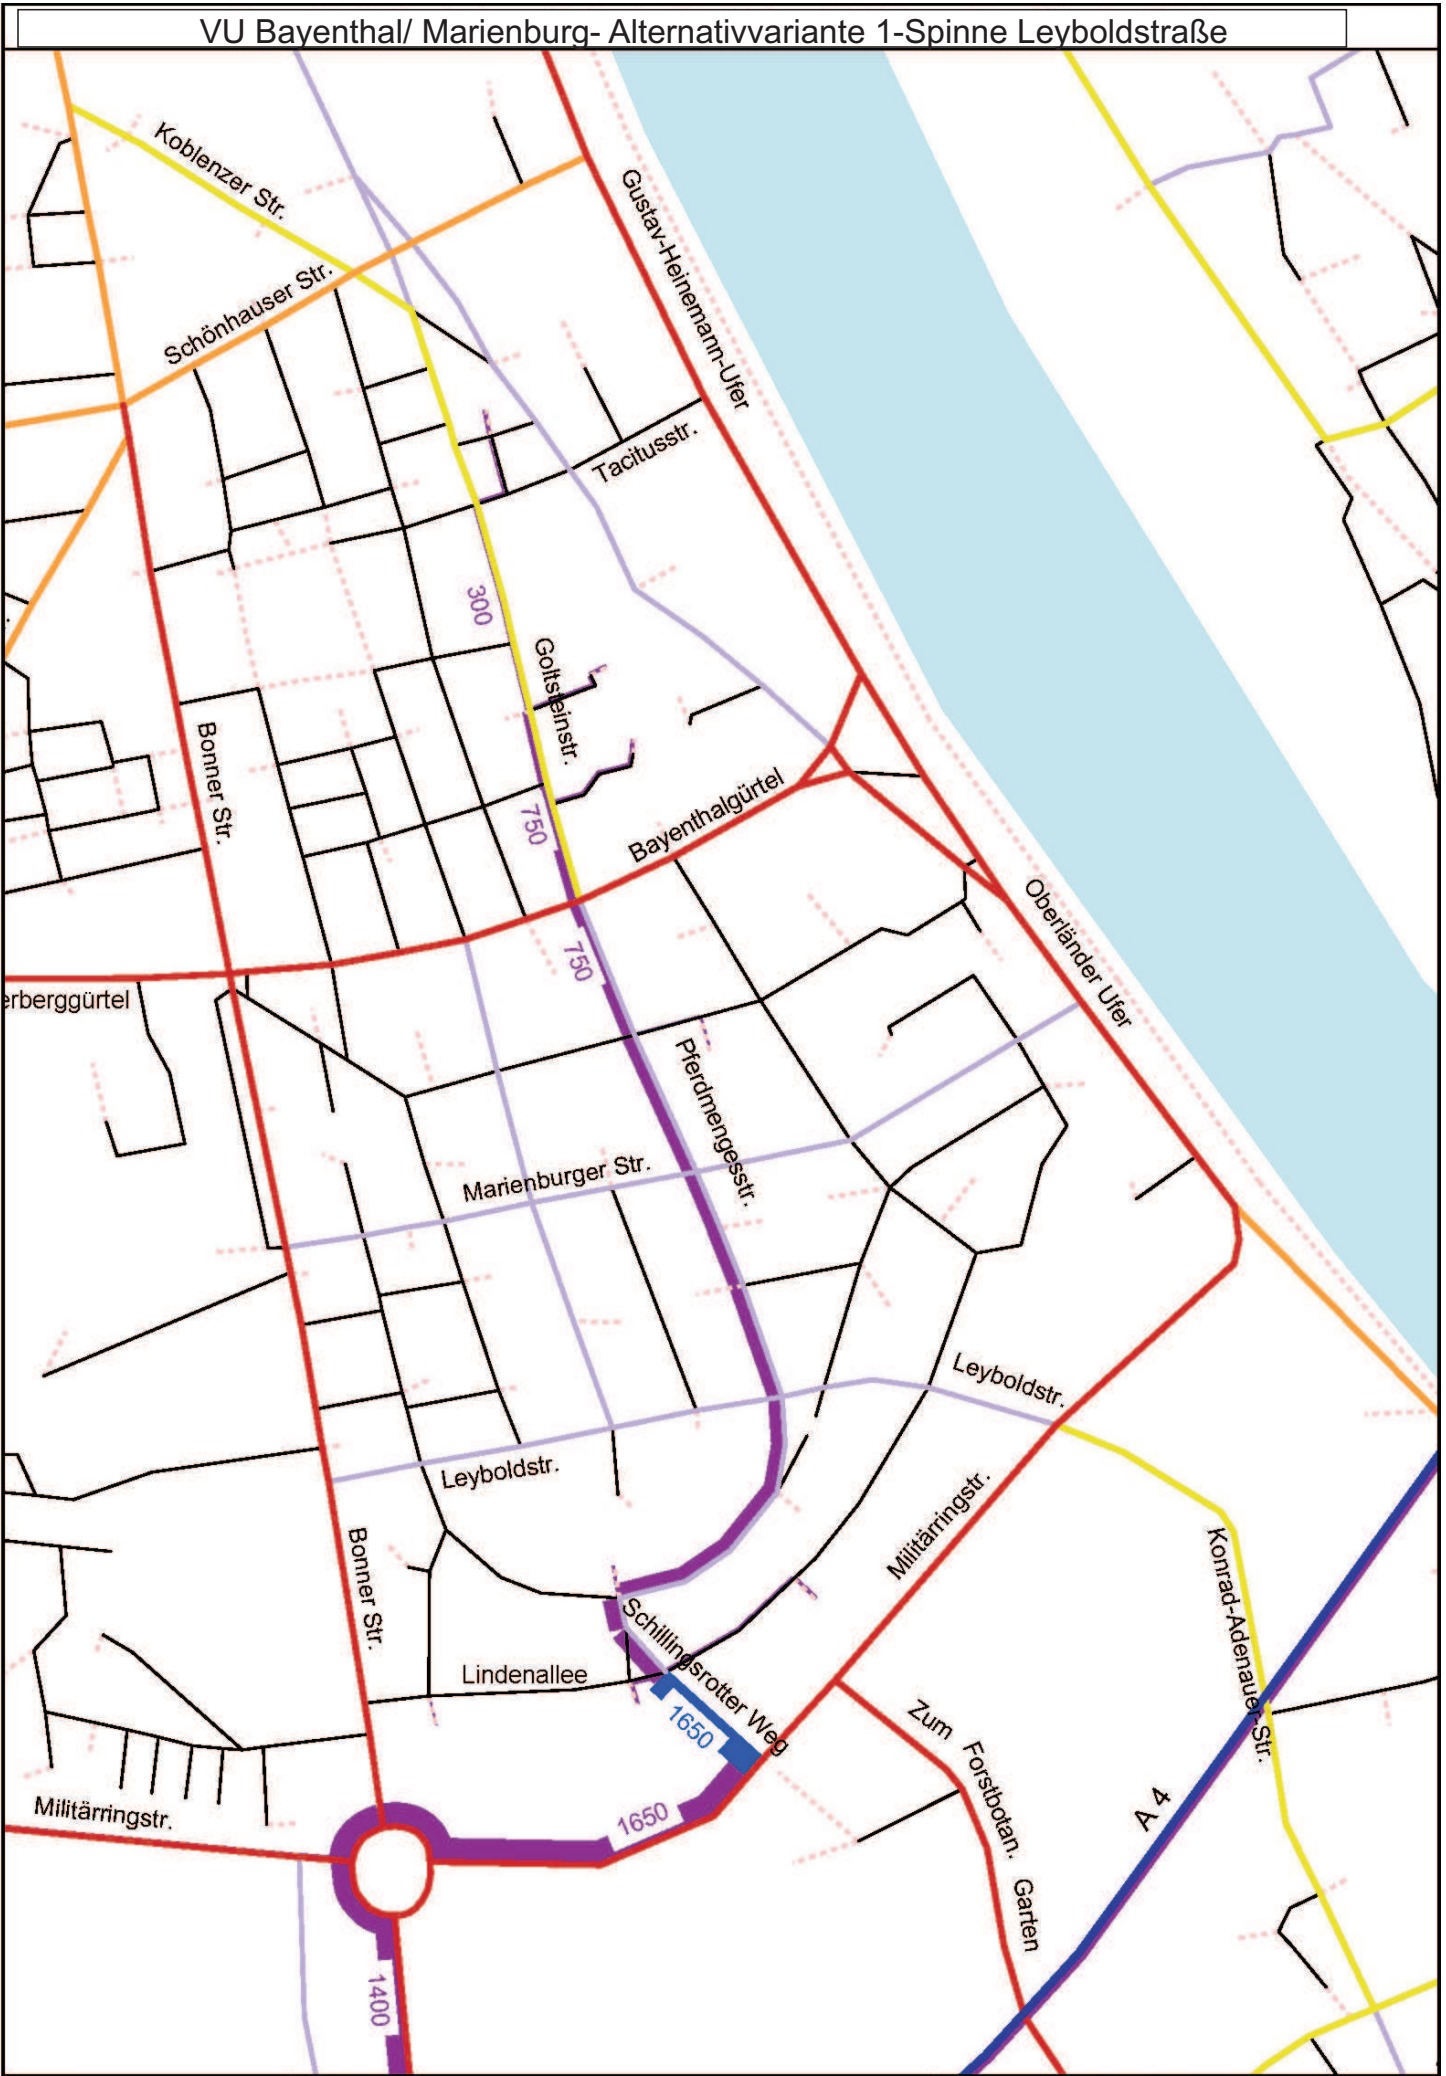 VU Bayenthal/ Marienburg- Alternativvariante 1-Spinne Leyboldstraße
Koblenzer Str.
Gustav-Heinemann-Ufer
Schönhauser Str.
Tacitusstr.
300
Goltsteinstr.
Bonner Str.
750
Bayenthalgürtel
Oberländer Ufer
750
erberggürtel
Pferdmengesstr.
Marienburger Str.
Leyboldstr.
Leyboldstr.
Militärringstr.
Konrad-Adenauer-Str.
Bonner Str.
Schillingsrotter Weg
Lindenallee
1650
Zum
Forstbotan.
Garten
A 4
Militärringstr.
1650
1400